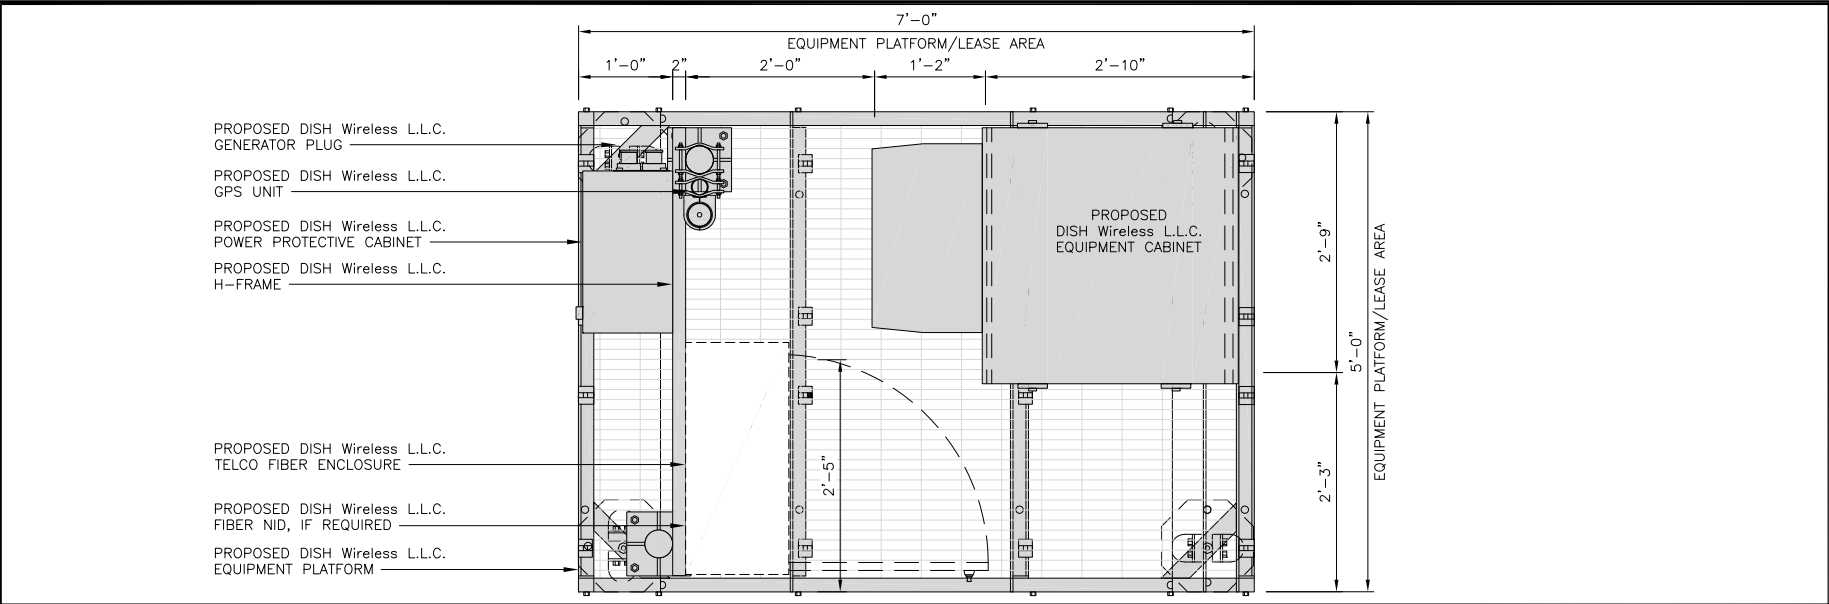 7'-0"
EQUIPMENT PLATFORM/LEASE AREA
1'-0" 2" 2'-0" 1'-2" 2'-10"
PROPOSED DISH Wireless L.L.C.
GENERATOR PLUG
PROPOSED DISH Wireless L.L.C.
GPS UNIT
PROPOSED DISH Wireless L.L.C.
POWER PROTECTIVE CABINET
PROPOSED DISH Wireless L.L.C.
H-FRAME
PROPOSED DISH Wireless L.L.C.
TELCO FIBER ENCLOSURE
PROPOSED DISH Wireless L.L.C.
FIBER NID, IF REQUIRED
PROPOSED DISH Wireless L.L.C.
EQUIPMENT PLATFORM
PROPOSED
DISH Wireless L.L.C.
EQUIPMENT CABINET
2'-5"
2'-9"
2'-3"
5'-0"
EQUIPMENT PLATFORM/LEASE AREA